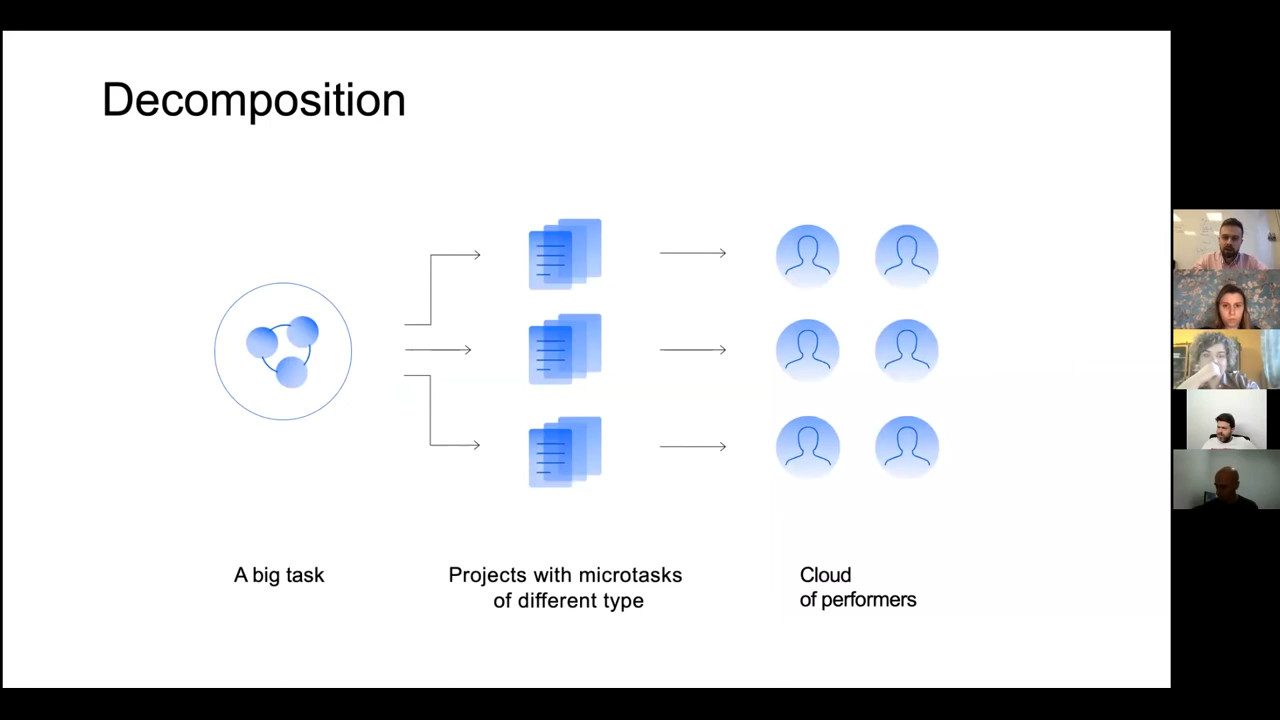 Decomposition
A big task
Projects with microtasks
of different type
Cloud
of performers